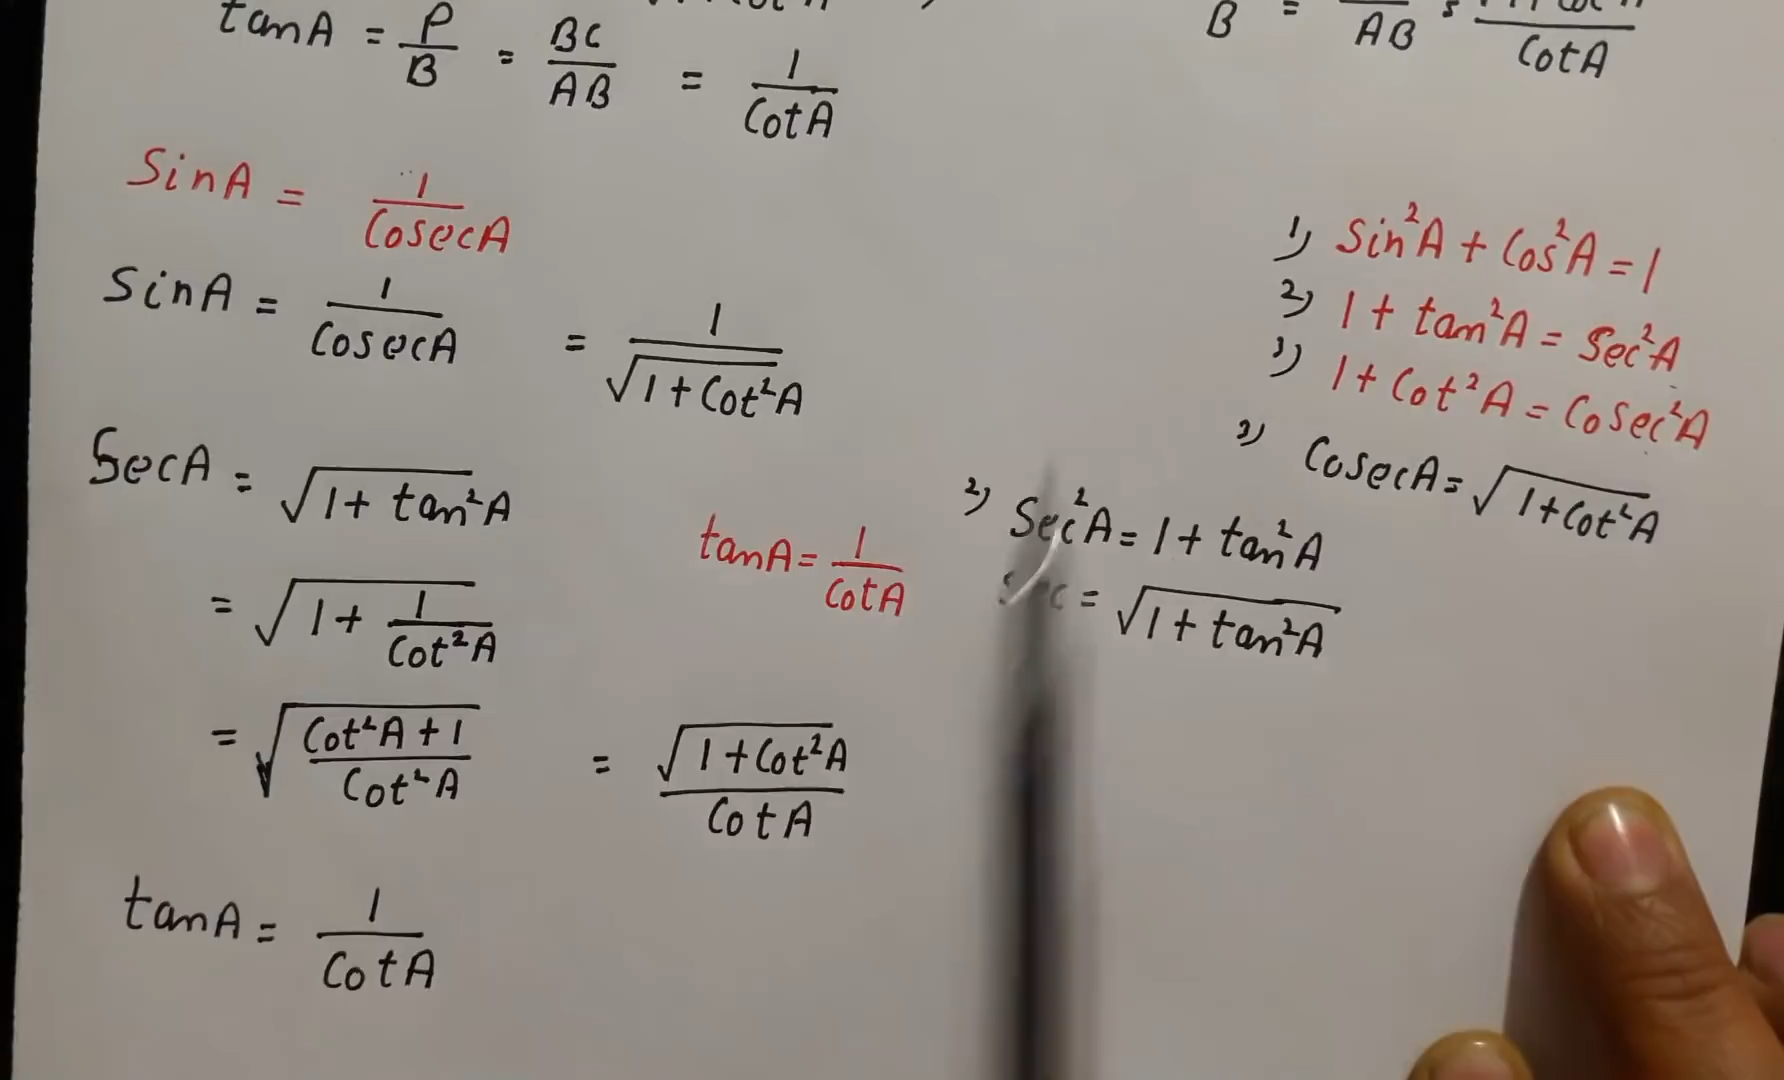 tanA = P/B = BC/AB = 1/CotA
B = /AB = /CotA
SinA = 1/CosecA
SinA = 1/CosecA = 1/√1+Cot²A
SecA = √1+tan²A
= √1+1/Cot²A
= √Cot²A+1/Cot²A = √1+Cot²A/CotA
tanA = 1/CotA
tanA = 1/CotA
1) Sin²A + Cos²A = 1
2) 1 + tan²A = Sec²A
3) 1 + Cot²A = Cosec²A
3) CosecA = √1+Cot²A
2) Sec²A = 1 + tan²A
= √1+tan²A